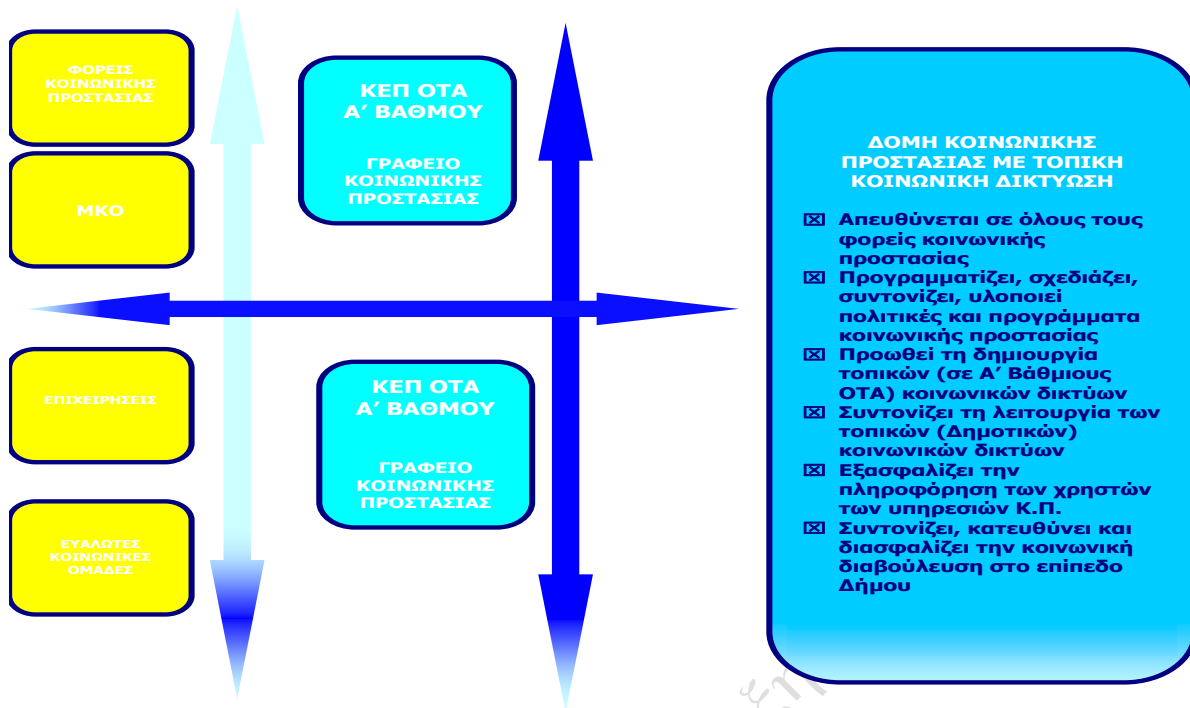 ΦΟΡΕΙΣ
ΚΟΙΝΩΝΙΚΗΣ
ΠΡΟΣΤΑΣΙΑΣ
ΜΚΟ
ΕΠΙΧΕΙΡΗΣΕΙΣ
ΕΥΑΛΩΤΕΣ
ΚΟΙΝΩΝΙΚΕΣ
ΟΜΑΔΕΣ
ΚΕΠ ΟΤΑ
Α’ ΒΑΘΜΟΥ
ΓΡΑΦΕΙΟ
ΚΟΙΝΩΝΙΚΗΣ
ΠΡΟΣΤΑΣΙΑΣ
ΚΕΠ ΟΤΑ
Α’ ΒΑΘΜΟΥ
ΓΡΑΦΕΙΟ
ΚΟΙΝΩΝΙΚΗΣ
ΠΡΟΣΤΑΣΙΑΣ
ΔΟΜΗ ΚΟΙΝΩΝΙΚΗΣ
ΠΡΟΣΤΑΣΙΑΣ ΜΕ ΤΟΠΙΚΗ
ΚΟΙΝΩΝΙΚΗ ΔΙΚΤΥΩΣΗ
Απευθύνεται σε όλους τους
φορείς κοινωνικής
προστασίας
Προγραμματίζει, σχεδιάζει,
συντονίζει, υλοποιεί
πολιτικές και προγράμματα
κοινωνικής προστασίας
Προωθεί τη δημιουργία
τοπικών (σε Α’ Βάθμιους
ΟΤΑ) κοινωνικών δικτύων
Συντονίζει τη λειτουργία των
τοπικών (Δημοτικών)
κοινωνικών δικτύων
Εξασφαλίζει την
πληροφόρηση των χρηστών
των υπηρεσιών Κ.Π.
Συντονίζει, κατευθύνει και
διασφαλίζει την κοινωνική
διαβούλευση στο επίπεδο
Δήμου